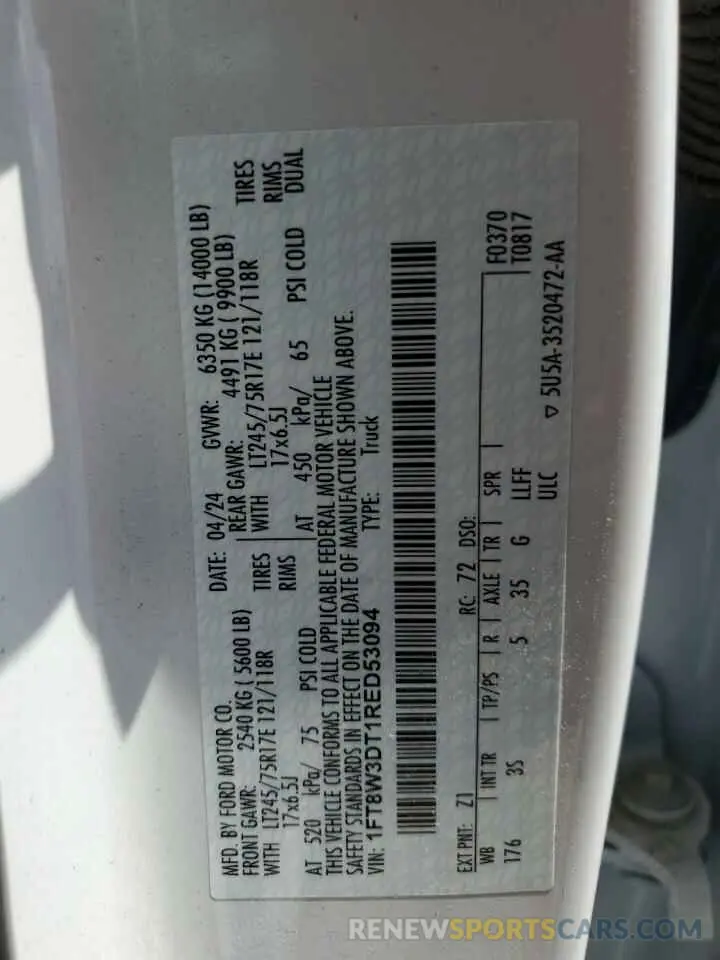 MFD. BY FORD MOTOR CO.
DATE: 04/24 GVWR: 6350 KG (14000 LB)
FRONT GAWR: 2540 KG ( 5600 LB) REAR GAWR: 4491 KG ( 9900 LB)
WITH LT245/75R17E 121/118R TIRES WITH LT245/75R17E 121/118R TIRES
17x6.5J RIMS 17x6.5J RIMS
AT 520 kPa/ 75 PSI COLD AT 450 kPa/ 65 PSI COLD DUAL
THIS VEHICLE CONFORMS TO ALL APPLICABLE FEDERAL MOTOR VEHICLE
SAFETY STANDARDS IN EFFECT ON THE DATE OF MANUFACTURE SHOWN ABOVE.
VIN: 1FT8W3DT1RED53094 TYPE: Truck
EXT PNT: Z1 RC: 72 DSO:
WB INT TR TP/PS R AXLE TR SPR F0370
176 3S 5 35 G LLFF T0817
ULC
5U5A-3520472-AA
RENEWSPORTSCARS.COM